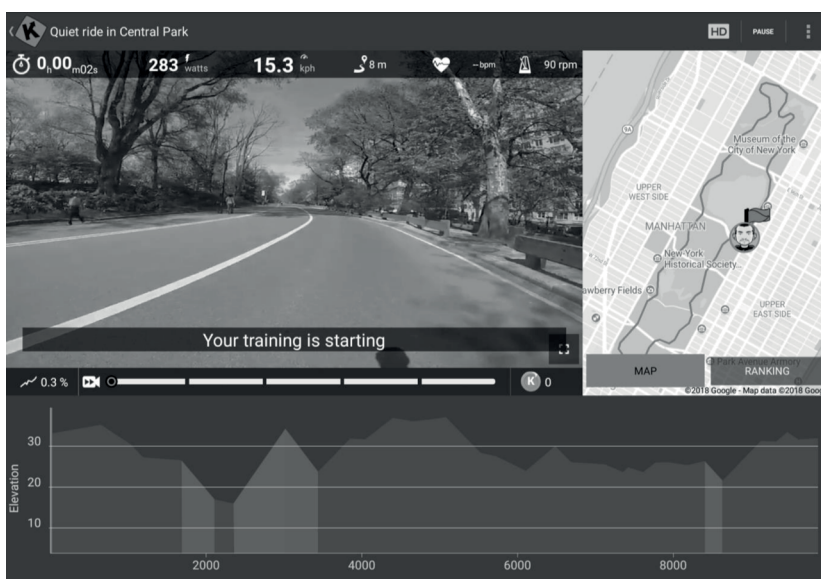 K Quiet ride in Central Park
HD PAUSE
0h00m02s 283 watts 15.3 kph 8 m --bpm 90 rpm
Your training is starting
0.3 %
K 0
9A
Museum of the
City of New York
UPPER
WEST SIDE
MANHATTAN
New-York
Historical Society...
awberry Fields
UPPER
EAST SIDE
Park Avenue Armory
MAP RANKING
©2018 Google - Map data ©2018 Goo
Elevation
30
20
10
2000 4000 6000 8000